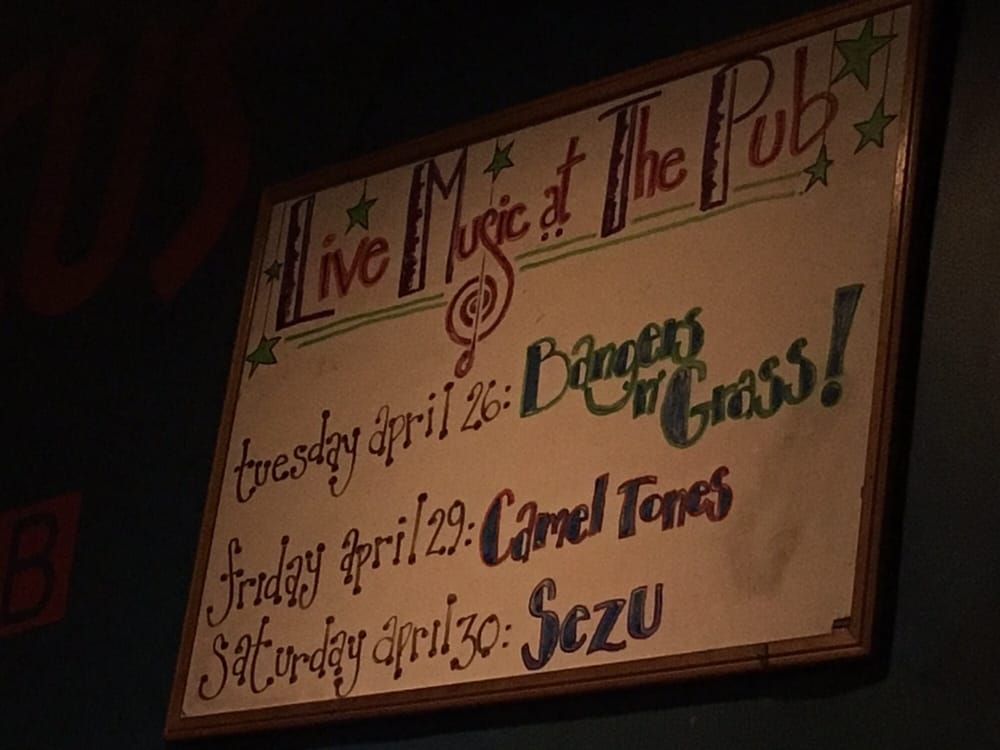 Live Music at The Pub
tuesday april 26: Bangers n' Grass!
friday april 29: Camel Tones
saturday april 30: Sezu
B